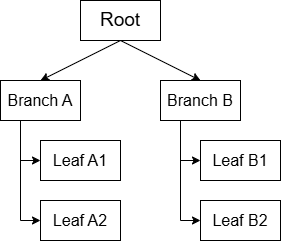 Root
Branch A
Branch B
Leaf A1
Leaf B1
Leaf A2
Leaf B2